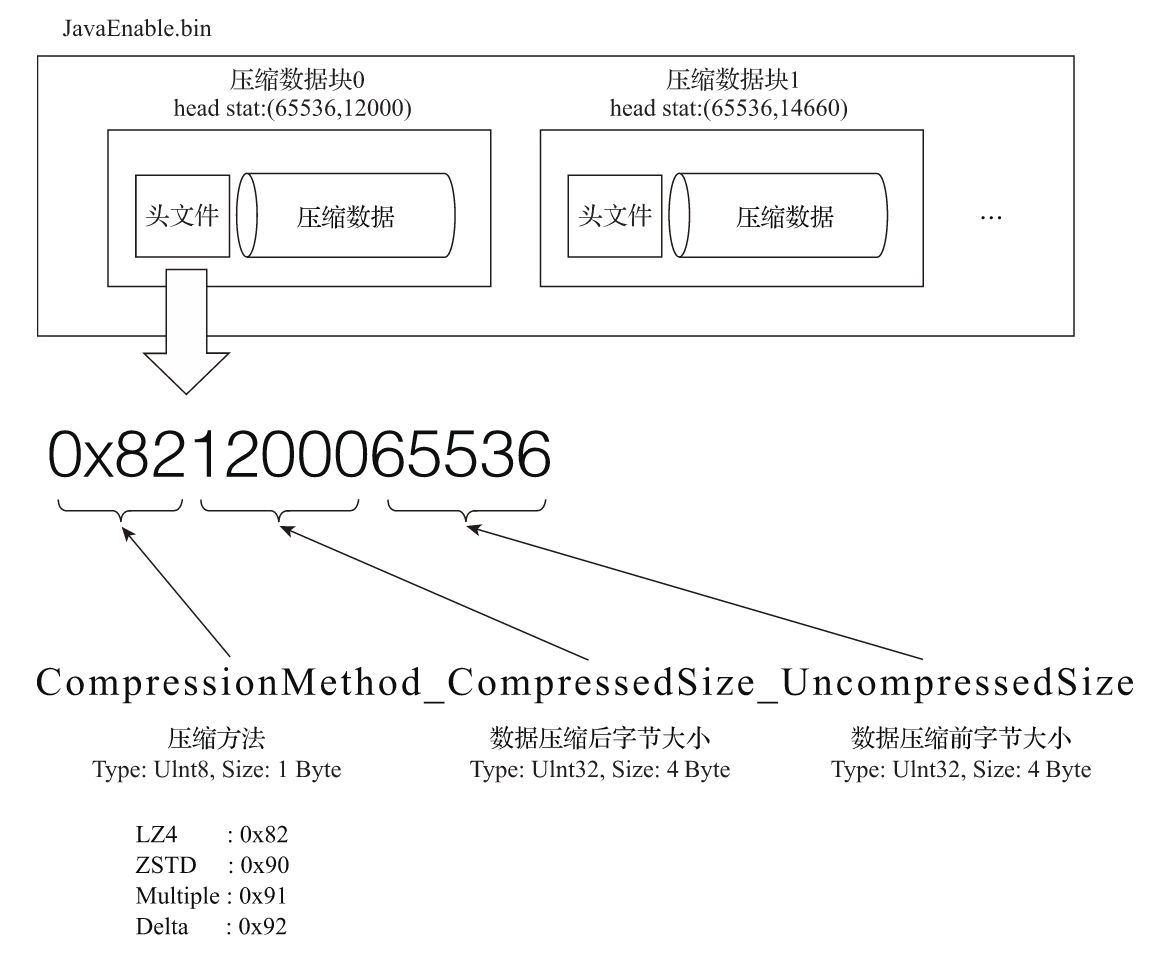 JavaEnable.bin
压缩数据块0
head stat:(65536,12000)
压缩数据块1
head stat:(65536,14660)
头文件
压缩数据
头文件
压缩数据
...
0x821200065536
CompressionMethod_CompressedSize_UncompressedSize
压缩方法
Type: UInt8, Size: 1 Byte
数据压缩后字节大小
Type: UInt32, Size: 4 Byte
数据压缩前字节大小
Type: UInt32, Size: 4 Byte
LZ4 : 0x82
ZSTD : 0x90
Multiple : 0x91
Delta : 0x92